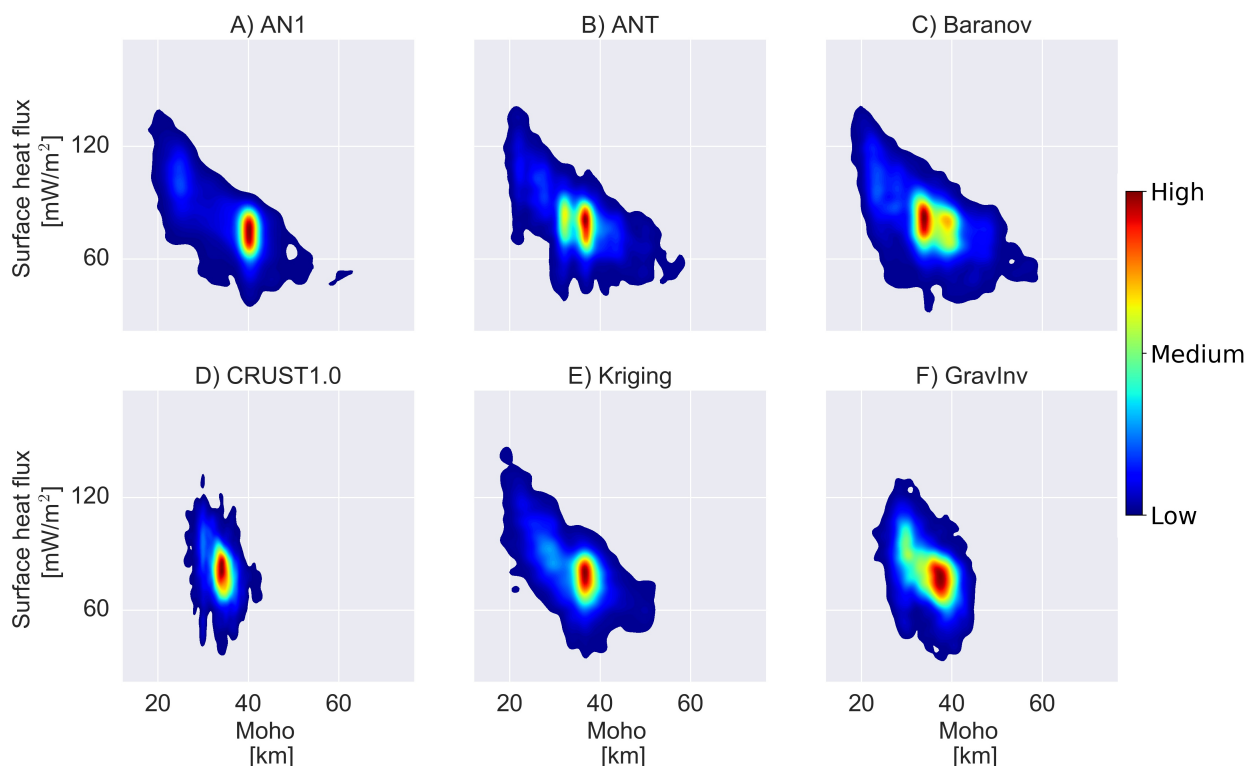 A) AN1
B) ANT
C) Baranov
Surface heat flux
[mW/m²]
120
60
High
Medium
Low
D) CRUST1.0
E) Kriging
F) GravInv
Surface heat flux
[mW/m²]
120
60
20 40 60
20 40 60
20 40 60
Moho
[km]
Moho
[km]
Moho
[km]